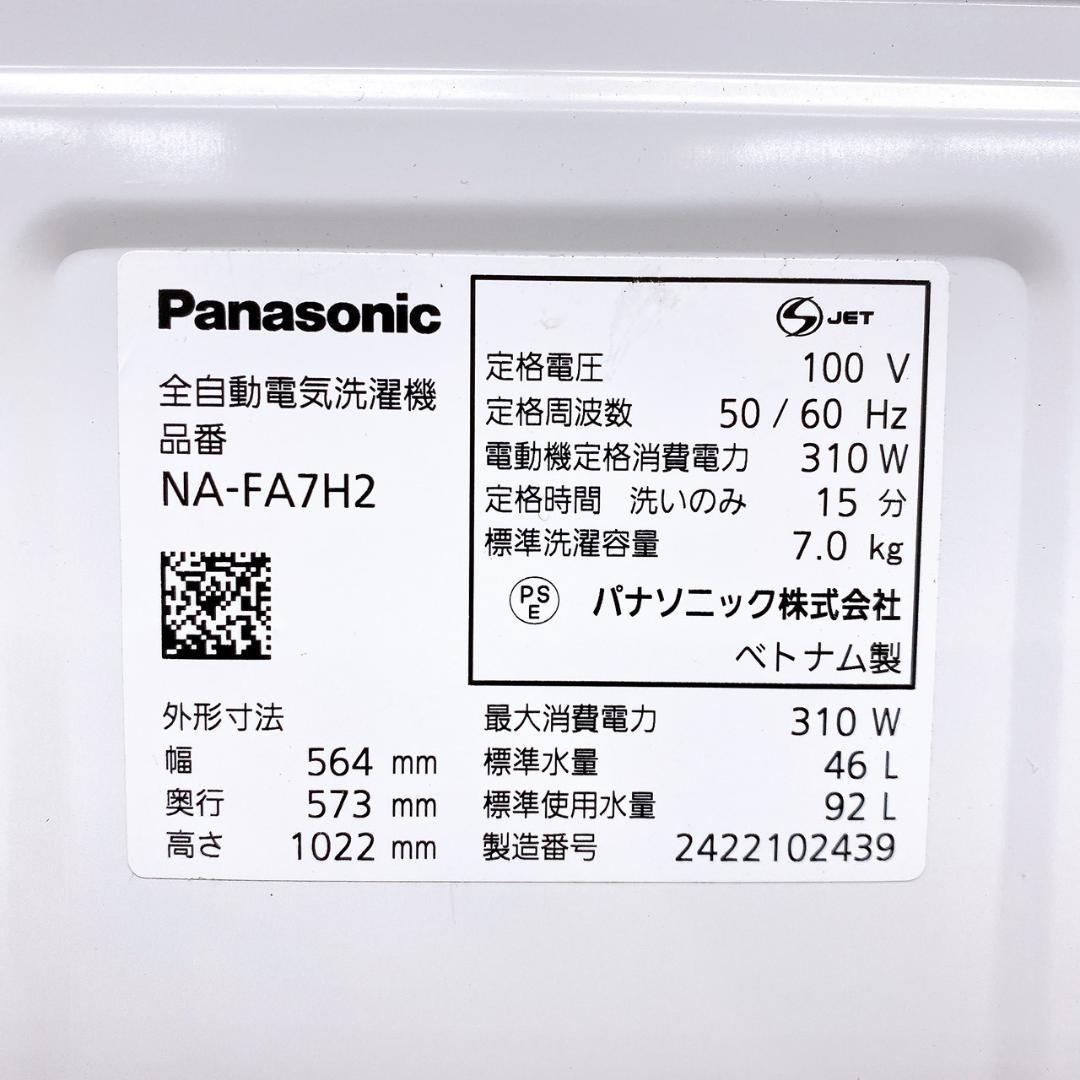 Panasonic
全自動電気洗濯機
品番
NA-FA7H2
JET
定格電圧 100 V
定格周波数 50 / 60 Hz
電動機定格消費電力 310 W
定格時間 洗いのみ 15 分
標準洗濯容量 7.0 kg
PSE パナソニック株式会社
ベトナム製
外形寸法
幅 564 mm
奥行 573 mm
高さ 1022 mm
最大消費電力 310 W
標準水量 46 L
標準使用水量 92 L
製造番号 2422102439